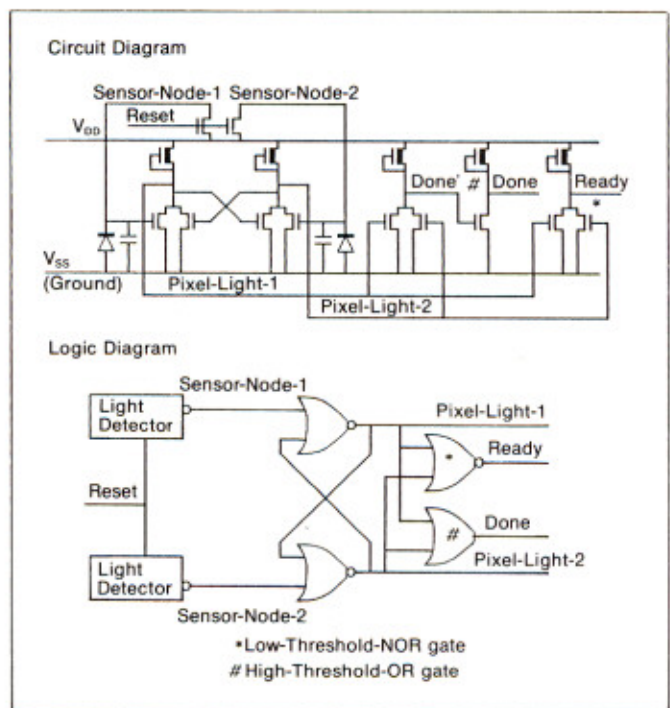 Circuit Diagram
Sensor-Node-1 Sensor-Node-2
Reset
VDD
Done' # Done Ready
*
VSS
(Ground)
Pixel-Light-1
Pixel-Light-2
Logic Diagram
Sensor-Node-1
Light
Detector
Pixel-Light-1
* Ready
Reset
Done
#
Light
Detector
Pixel-Light-2
Sensor-Node-2
*Low-Threshold-NOR gate
#High-Threshold-OR gate